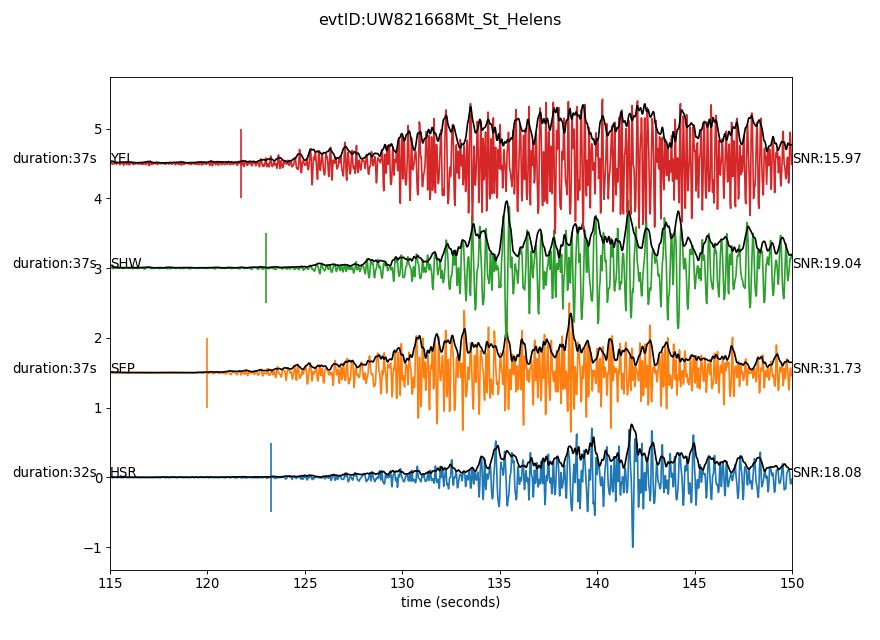 evtID:UW821668Mt_St_Helens
5
duration:37s YEL SNR:15.97
4
duration:37s SHW SNR:19.04
3
2
duration:37s SEP SNR:31.73
1
duration:32s HSR SNR:18.08
0
−1
115 120 125 130 135 140 145 150
time (seconds)